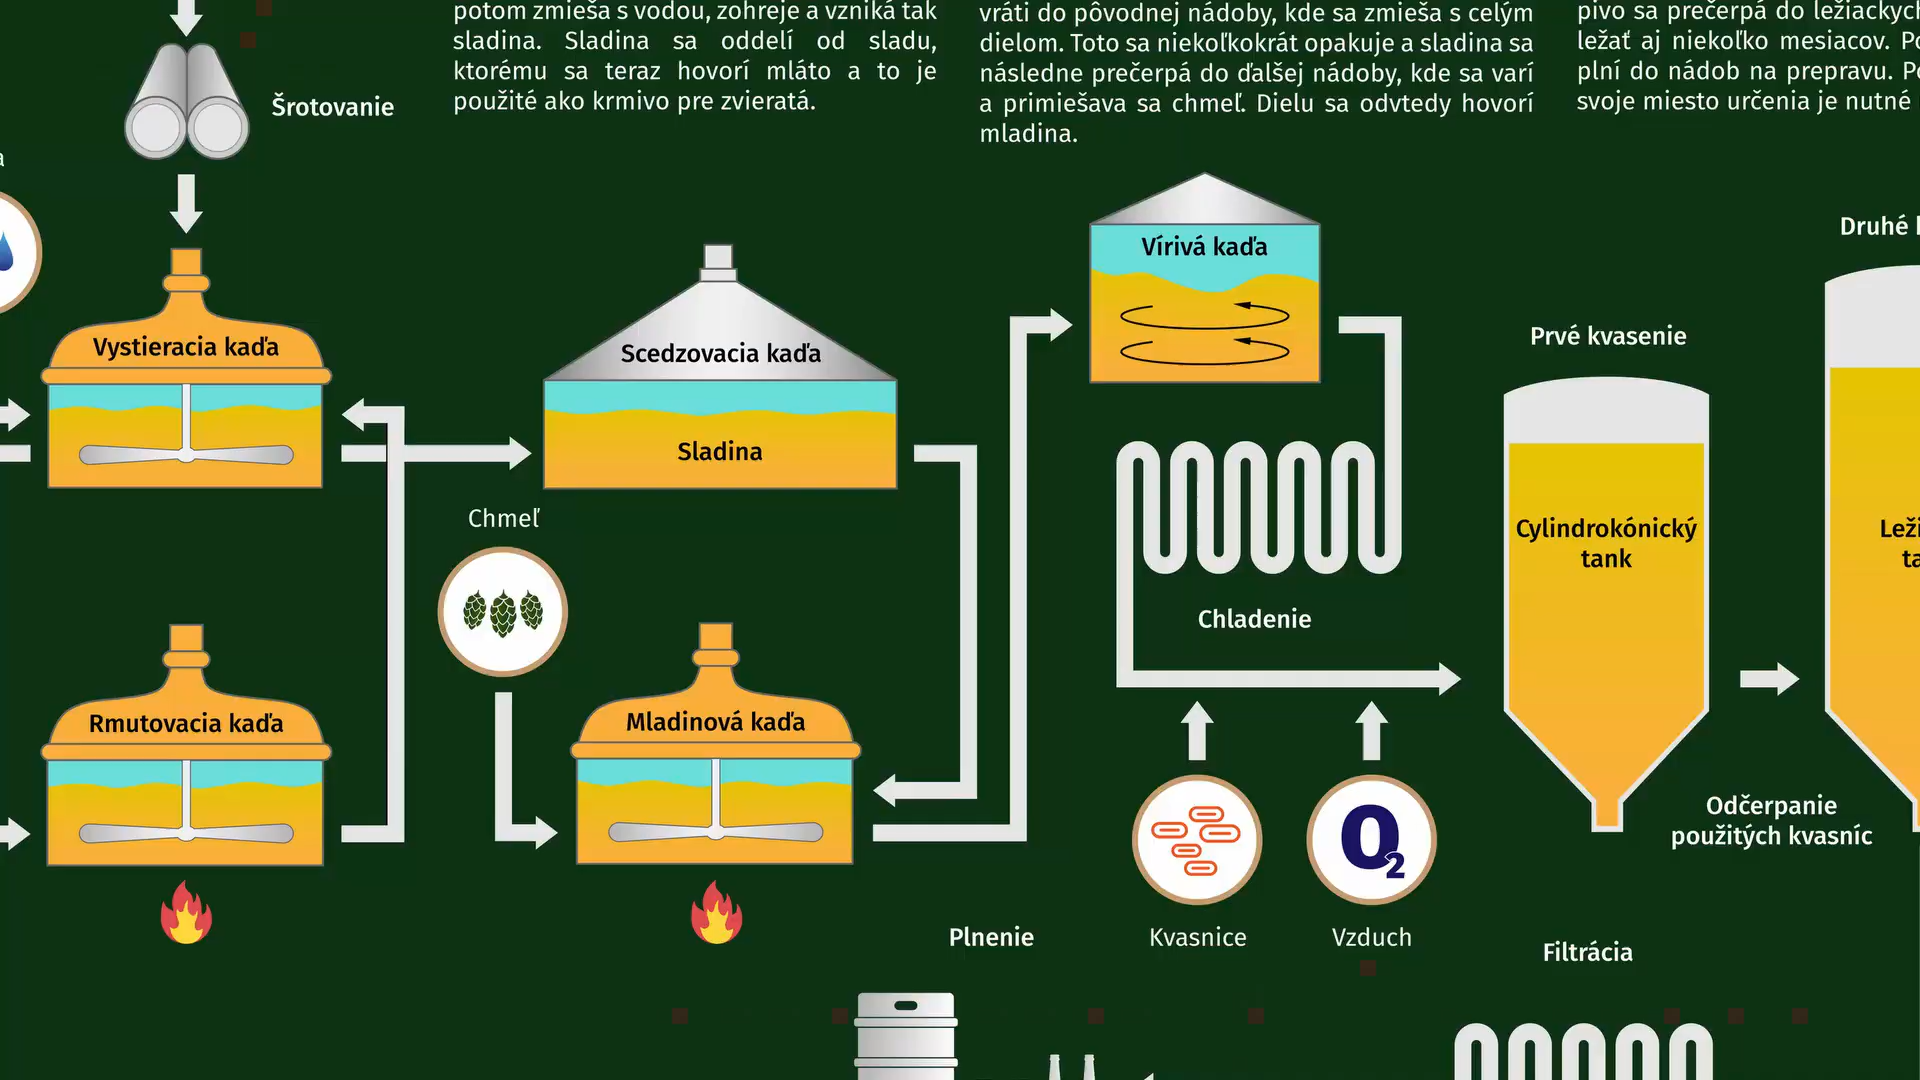 potom zmieša s vodou, zohreje a vzniká tak
sladina. Sladina sa oddelí od sladu,
ktorému sa teraz hovorí mláto a to je
použité ako krmivo pre zvieratá.
vráti do pôvodnej nádoby, kde sa zmieša s celým
dielom. Toto sa niekoľkokrát opakuje a sladina sa
následne prečerpá do ďalšej nádoby, kde sa varí
a primiešava sa chmeľ. Dielu sa odvtedy hovorí
mladina.
pivo sa prečerpá do ležiackych
ležať aj niekoľko mesiacov. Po
plní do nádob na prepravu. Po
svoje miesto určenia je nutné
Šrotovanie
a
Vystieracia kaďa
Scedzovacia kaďa
Sladina
Vírivá kaďa
Druhé
Prvé kvasenie
Chmeľ
Cylindrokónický
tank
Leži
ta
Chladenie
Rmutovacia kaďa
Mladinová kaďa
O2
Odčerpanie
použitých kvasníc
Plnenie
Kvasnice
Vzduch
Filtrácia